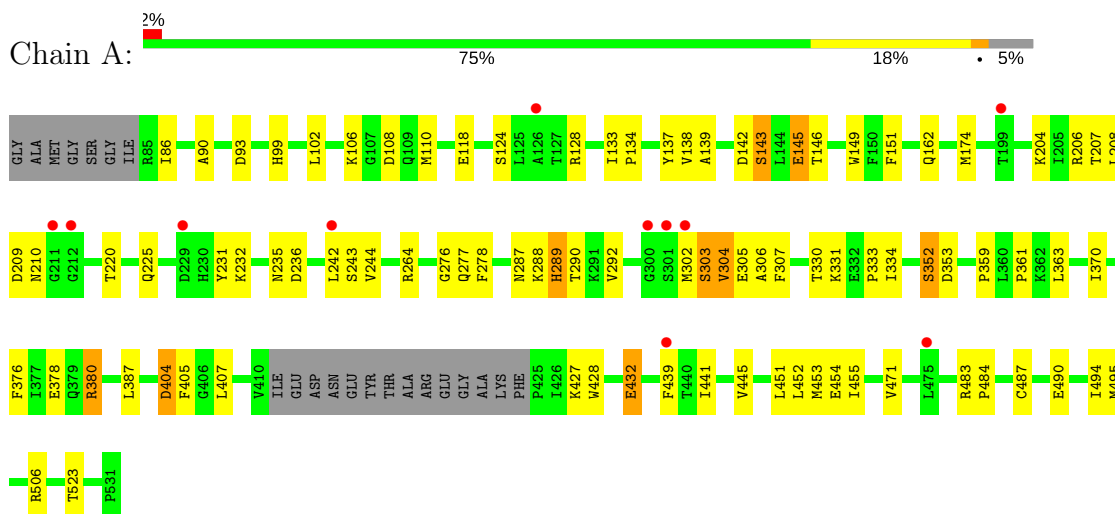 2%
Chain A:
75% 18% • 5%
GLY ALA MET GLY SER GLY ILE R85 I86 A90 D93 H99 L102 K106 G107 D108 Q109 M110 E118 S124 L125 A126 T127 R128 I133 P134 Y137 V138 A139 D142 S143 L144 E145 T146 W149 F150 F151 Q162 M174 T199 K204 I205 R206 T207 L208
D209 N210 G211 G212 T220 Q225 D229 H230 Y231 K232 N235 D236 L242 S243 V244 R264 G276 Q277 F278 N287 K288 H289 T290 K291 V292 G300 S301 M302 S303 V304 E305 A306 F307 T330 K331 E332 P333 I334 S352 D353 P359 L360 P361 K362 L363 I370
F376 I377 E378 Q379 R380 L387 D404 F405 G406 L407 V410 ILE GLU ASP ASN GLU TYR THR ALA ARG GLU GLY ALA LYS PHE P425 I426 K427 W428 E432 F439 T440 I441 V445 L451 L452 M453 E454 I455 V471 L475 R483 P484 C487 E490 I494 M495
R506 T523 P531